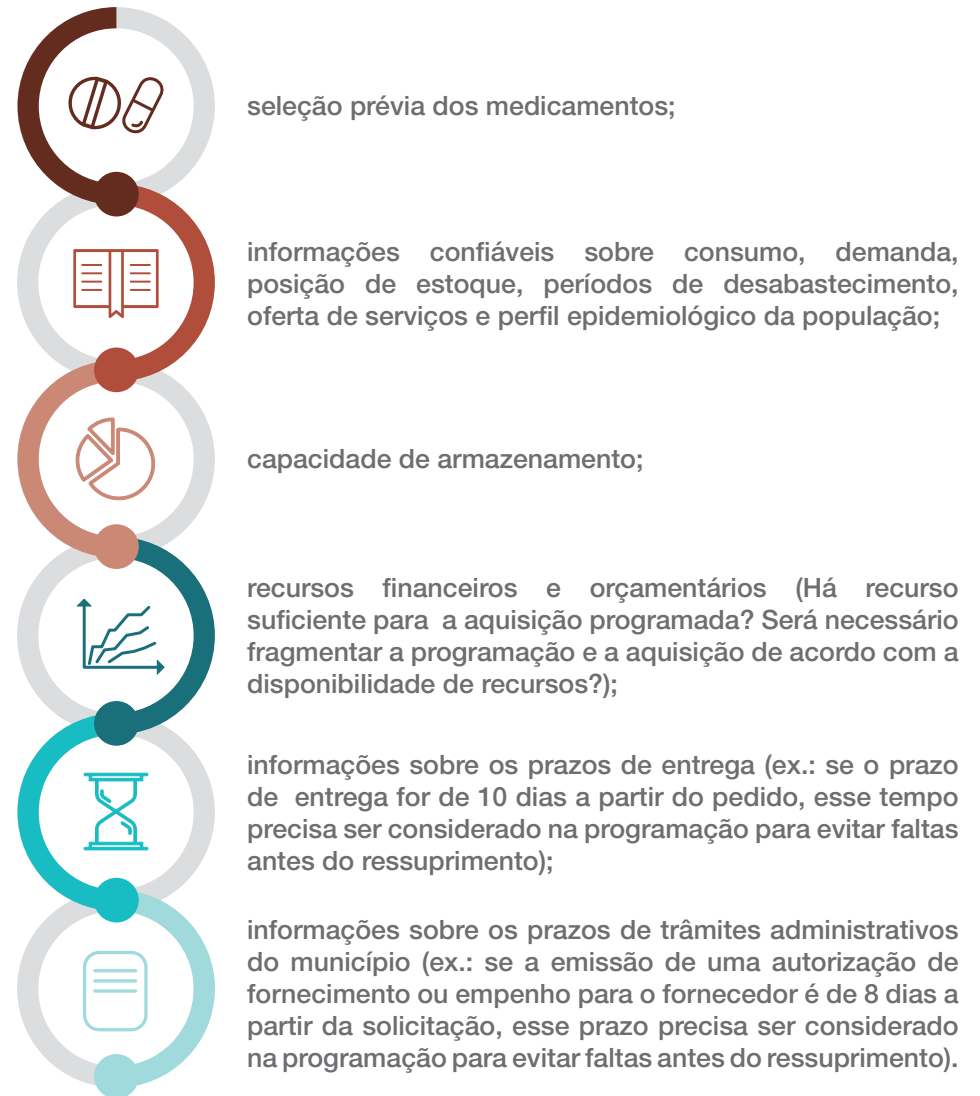 seleção prévia dos medicamentos;
informações confiáveis sobre consumo, demanda,
posição de estoque, períodos de desabastecimento,
oferta de serviços e perfil epidemiológico da população;
capacidade de armazenamento;
recursos financeiros e orçamentários (Há recurso
suficiente para a aquisição programada? Será necessário
fragmentar a programação e a aquisição de acordo com a
disponibilidade de recursos?);
informações sobre os prazos de entrega (ex.: se o prazo
de entrega for de 10 dias a partir do pedido, esse tempo
precisa ser considerado na programação para evitar faltas
antes do ressuprimento);
informações sobre os prazos de trâmites administrativos
do município (ex.: se a emissão de uma autorização de
fornecimento ou empenho para o fornecedor é de 8 dias a
partir da solicitação, esse prazo precisa ser considerado
na programação para evitar faltas antes do ressuprimento).